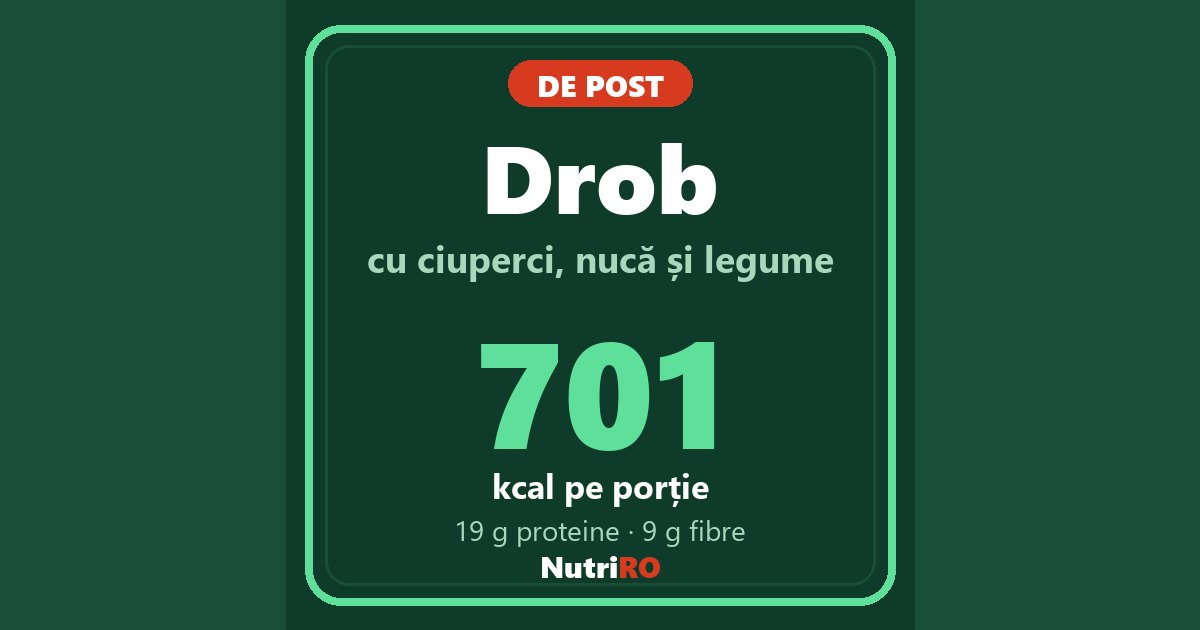 DE POST
Drob
cu ciuperci, nucă și legume
701
kcal pe porție
19 g proteine · 9 g fibre
NutriRO